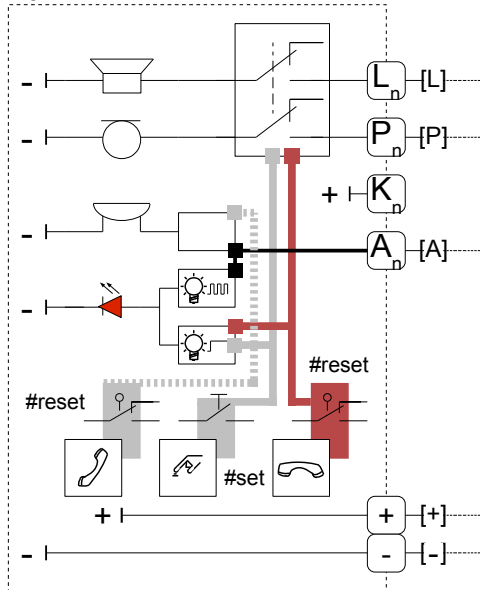 - Ln [L]
- Pn [P]
+ Kn
- An [A]
-
#reset
#reset
#set
+ + [+]
- - [-]